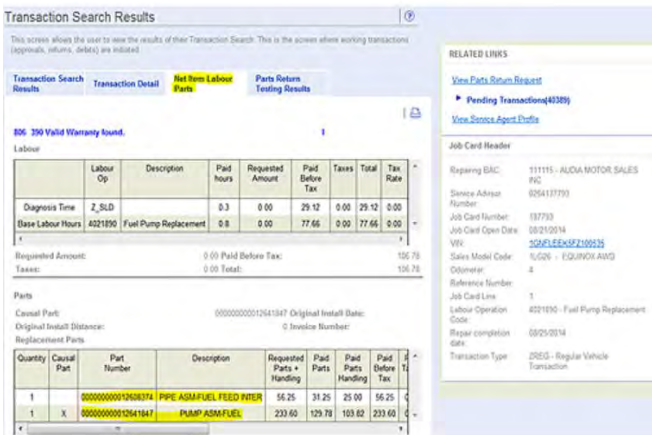 Transaction Search Results
This screen allows the user to view the results of their Transaction Search. This is the screen where working transactions
(approvals, returns, debits) are initiated.
Transaction Search Results
Transaction Detail
Net Item Labour Parts
Parts Return Testing Results
806 390 Valid Warranty found. 1
Labour
Labour Op Description Paid hours Requested Amount Paid Before Tax Taxes Total Tax Rate
Diagnosis Time Z_SLD 0.3 0.00 29.12 0.00 29.12 0.00
Base Labour Hours 4021890 Fuel Pump Replacement 0.8 0.00 77.66 0.00 77.66 0.00
Requested Amount: 0.00 Paid Before Tax: 106.78
Taxes: 0.00 Total: 106.78
Parts
Causal Part: 000000000012641847 Original Install Date:
Original Install Distance: 0 Invoice Number:
Replacement Parts
Quantity Causal Part Part Number Description Requested Parts + Handling Paid Parts Paid Parts Handling Paid Before Tax
1 000000000012608374 PIPE ASM-FUEL FEED INTER 56.25 31.25 25.00 56.25
1 X 000000000012641847 PUMP ASM-FUEL 233.60 129.78 103.82 233.60
RELATED LINKS
View Parts Return Request
Pending Transactions(40389)
View Service Agent Profile
Job Card Header
Repairing BAC: 111115 - AUDIA MOTOR SALES INC
Service Advisor Number: 0264137793
Job Card Number: 187793
Job Card Open Date: 08/21/2014
VIN: 1GNFLEEK5FZ100535
Sales Model Code: 1LG26 - EQUINOX AWD
Odometer: 4
Reference Number:
Job Card Line: 1
Labour Operation Code: 4021890 - Fuel Pump Replacement
Repair completion date: 08/25/2014
Transaction Type: ZREG - Regular Vehicle Transaction